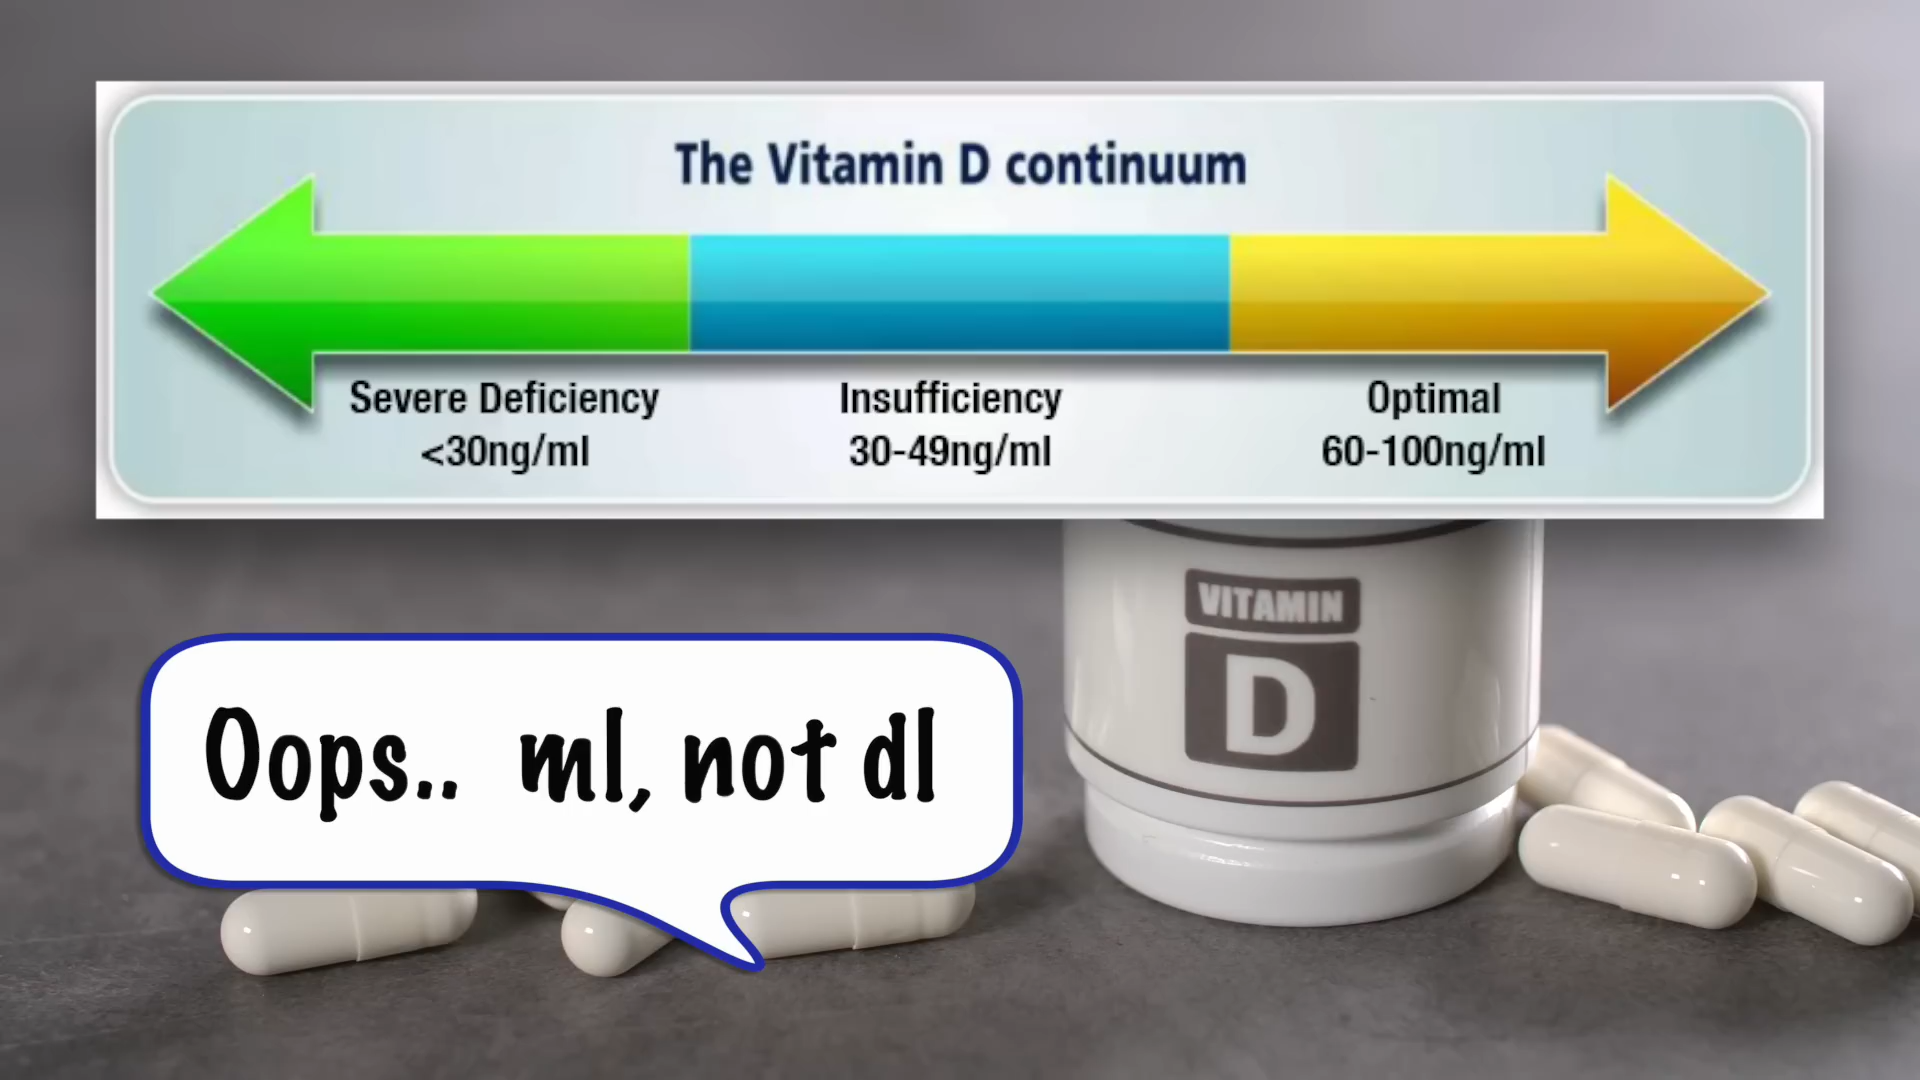 The Vitamin D continuum
Severe Deficiency
<30ng/ml
Insufficiency
30-49ng/ml
Optimal
60-100ng/ml
VITAMIN
D
Oops.. ml, not dl